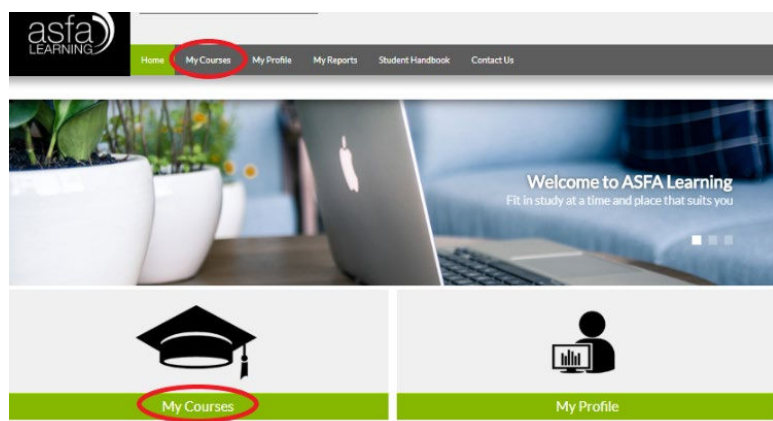 asfa
LEARNING
Home My Courses My Profile My Reports Student Handbook Contact Us
Welcome to ASFA Learning
Fit in study at a time and place that suits you
My Courses My Profile